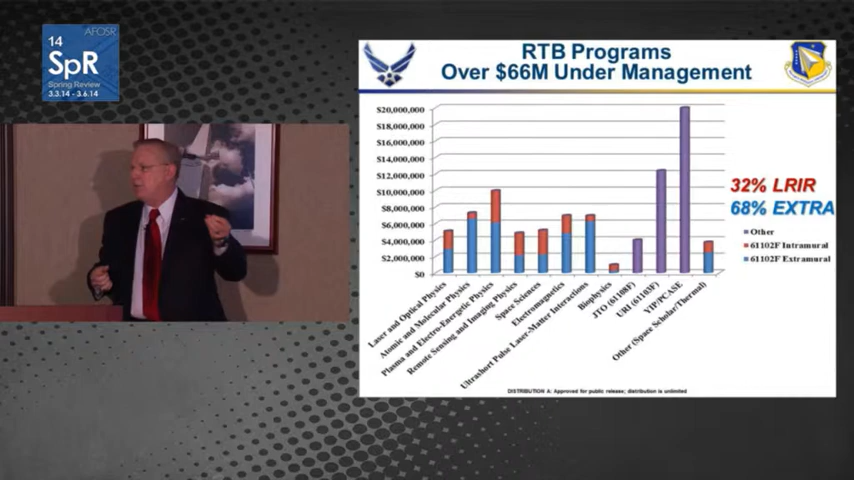 AFOSR
14
SpR
Spring Review
3.3.14 - 3.6.14
RTB Programs
Over $66M Under Management
$20,000,000
$18,000,000
$16,000,000
$14,000,000
$12,000,000
$10,000,000
$8,000,000
$6,000,000
$4,000,000
$2,000,000
$0
32% LRIR
68% EXTRA
Other
61102F Intramural
61102F Extramural
Laser and Optical Physics
Atomic and Molecular Physics
Plasma and Electro-Energetic Physics
Remote Sensing and Imaging Physics
Space Sciences
Electromagnetics
Ultrashort Pulse Laser-Matter Interactions
Biophysics
JTO (61108F)
URI (61103F)
YIP/PCASE
Other (Space Scholar/Thermal)
DISTRIBUTION A: Approved for public release; distribution is unlimited